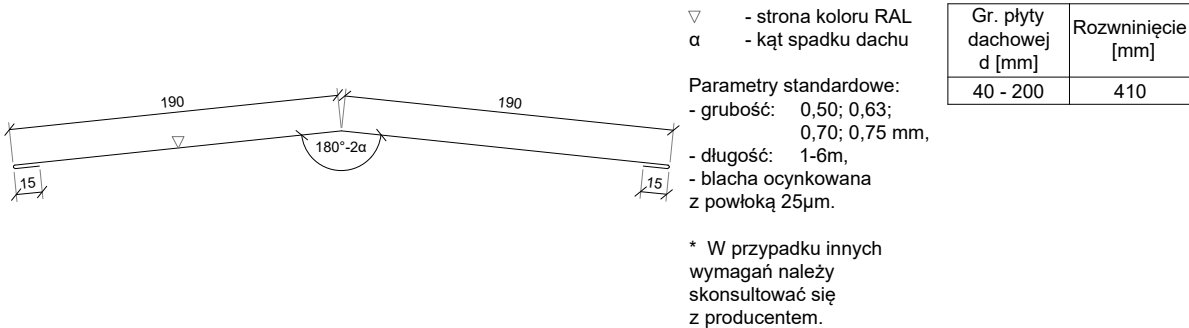 190
190
180°-2α
15
15
▽ - strona koloru RAL
α - kąt spadku dachu
Parametry standardowe:
- grubość: 0,50; 0,63;
0,70; 0,75 mm,
- długość: 1-6m,
- blacha ocynkowana
z powłoką 25μm.
* W przypadku innych
wymagań należy
skonsultować się
z producentem.
Gr. płyty
dachowej
d [mm]
Rozwninięcie
[mm]
40 - 200
410